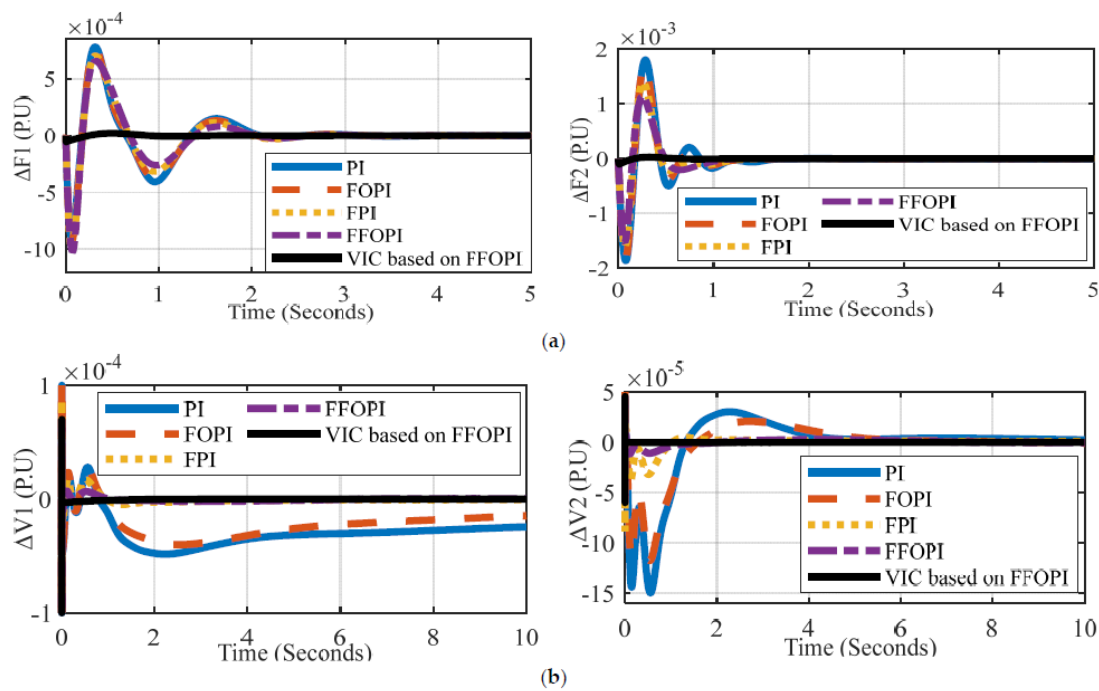 ×10⁻⁴
5
0
-5
-10
ΔF1 (P.U)
PI
FOPI
FPI
FFOPI
VIC based on FFOPI
0 1 2 3 4 5
Time (Seconds)
×10⁻³
2
1
0
-1
-2
ΔF2 (P.U)
PI FFOPI
FOPI VIC based on FFOPI
FPI
0 1 2 3 4 5
Time (Seconds)
(a)
×10⁻⁴
1
0
-1
ΔV1 (P.U)
PI FFOPI
FOPI VIC based on FFOPI
FPI
0 2 4 6 8 10
Time (Seconds)
×10⁻⁵
5
0
-5
-10
-15
ΔV2 (P.U)
PI
FOPI
FPI
FFOPI
VIC based on FFOPI
0 2 4 6 8 10
Time (Seconds)
(b)